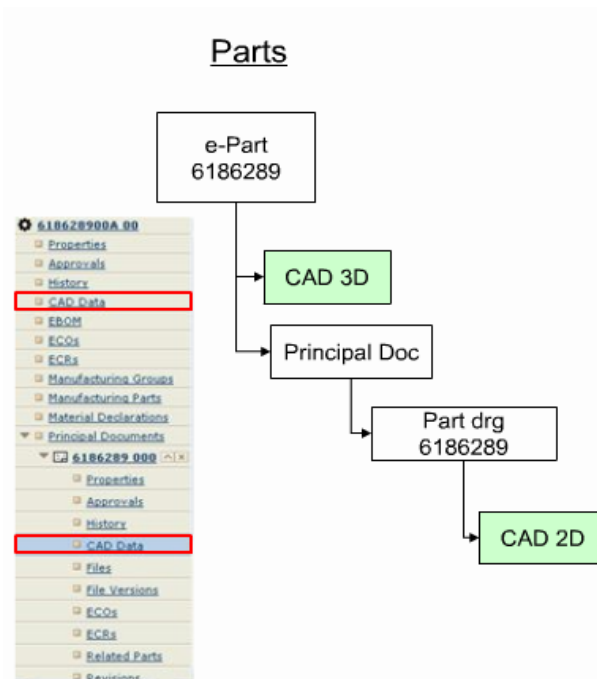 Parts
e-Part
6186289
CAD 3D
Principal Doc
Part drg
6186289
CAD 2D
618628900A 00
Properties
Approvals
History
CAD Data
EBOM
ECOs
ECRs
Manufacturing Groups
Manufacturing Parts
Material Declarations
Principal Documents
6186289 000
Properties
Approvals
History
CAD Data
Files
File Versions
ECOs
ECRs
Related Parts
Revisions